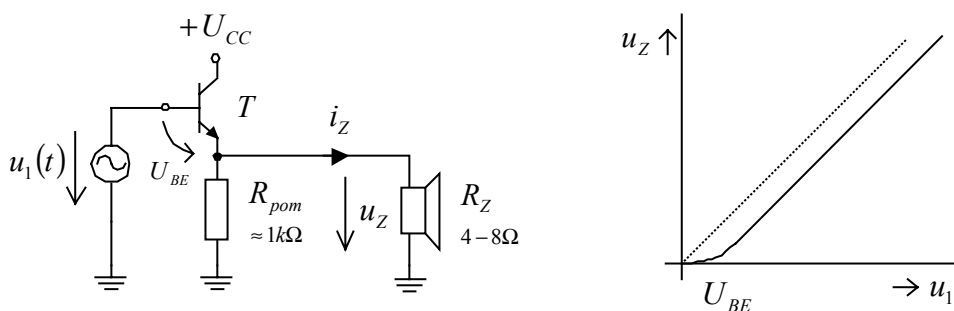 +U_CC
T
i_Z
u_1(t)
U_BE
R_pom
≈1kΩ
u_Z
R_Z
4–8Ω
u_Z
U_BE
u_1